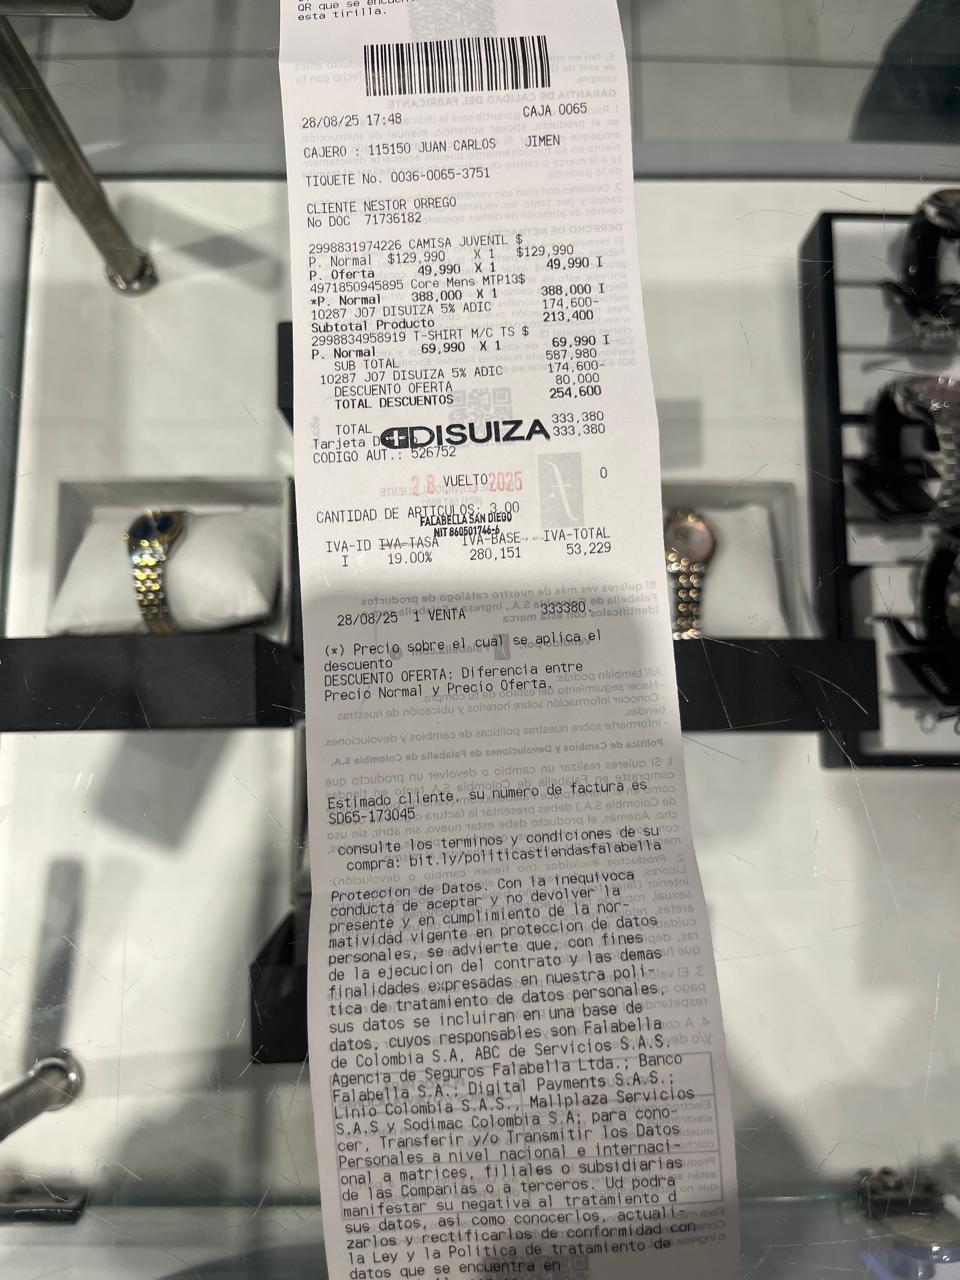 QR que se encuen
esta tirilla.
28/08/25 17:48 CAJA 0065
CAJERO : 115150 JUAN CARLOS JIMEN
TIQUETE No. 0036-0065-3751
CLIENTE NESTOR ORREGO
No DOC 71736182
2998831974226 CAMISA JUVENIL $
P. Normal $129,990 X 1 $129,990
P. Oferta 49,990 X 1 49,990 I
4971850945895 Core Mens MTP13$
*P. Normal 388,000 X 1 388,000 I
10287 J07 DISUIZA 5% ADIC 174,600-
Subtotal Producto 213,400
2998834958919 T-SHIRT M/C TS $
P. Normal 69,990 X 1 69,990 I
SUB TOTAL 587,980
10287 J07 DISUIZA 5% ADIC 174,600-
DESCUENTO OFERTA 80,000
TOTAL DESCUENTOS 254,600
TOTAL 333,380
Tarjeta D 333,380
DISUIZA
CODIGO AUT.: 526752
28 2025
VUELTO 0
CANTIDAD DE ARTICULOS: 3.00
FALABELLA SAN DIEGO
NIT 860501746-6
IVA-ID IVA-TASA IVA-BASE IVA-TOTAL
I 19.00% 280,151 53,229
28/08/25 1 VENTA 333380
(*) Precio sobre el cual se aplica el
descuento
DESCUENTO OFERTA: Diferencia entre
Precio Normal y Precio Oferta.
Estimado cliente, su numero de factura es
SD65-173045
consulte los terminos y condiciones de su
compra: bit.ly/politicastiendasfalabella
Proteccion de Datos. Con la inequivoca
conducta de aceptar y no devolver la
presente y en cumplimiento de la nor-
matividad vigente en proteccion de datos
personales, se advierte que, con fines
de la ejecucion del contrato y las demas
finalidades expresadas en nuestra poli-
tica de tratamiento de datos personales,
sus datos se incluiran en una base de
datos, cuyos responsables son Falabella
de Colombia S.A, ABC de Servicios S.A.S.
Agencia de Seguros Falabella Ltda.; Banco
Falabella S.A., Digital Payments S.A.S.;
Linio Colombia S.A.S., Mallplaza Servicios
S.A.S y Sodimac Colombia S.A; para cono-
cer, Transferir y/o Transmitir los Datos
Personales a nivel nacional e internaci-
onal a matrices, filiales o subsidiarias
de las Companias o a terceros. Ud podra
manifestar su negativa al tratamiento d
sus datos, asi como conocerlos, actuali-
zarlos y rectificarlos de conformidad con
la Ley y la Politica de tratamiento de
datos que se encuentra en